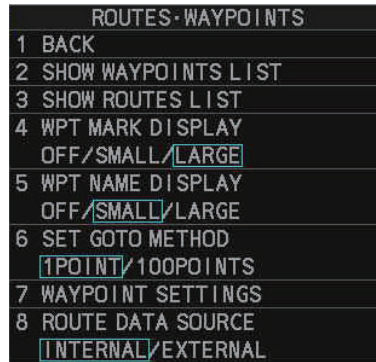 ROUTES·WAYPOINTS
1 BACK
2 SHOW WAYPOINTS LIST
3 SHOW ROUTES LIST
4 WPT MARK DISPLAY
OFF/SMALL/LARGE
5 WPT NAME DISPLAY
OFF/SMALL/LARGE
6 SET GOTO METHOD
1POINT/100POINTS
7 WAYPOINT SETTINGS
8 ROUTE DATA SOURCE
INTERNAL/EXTERNAL